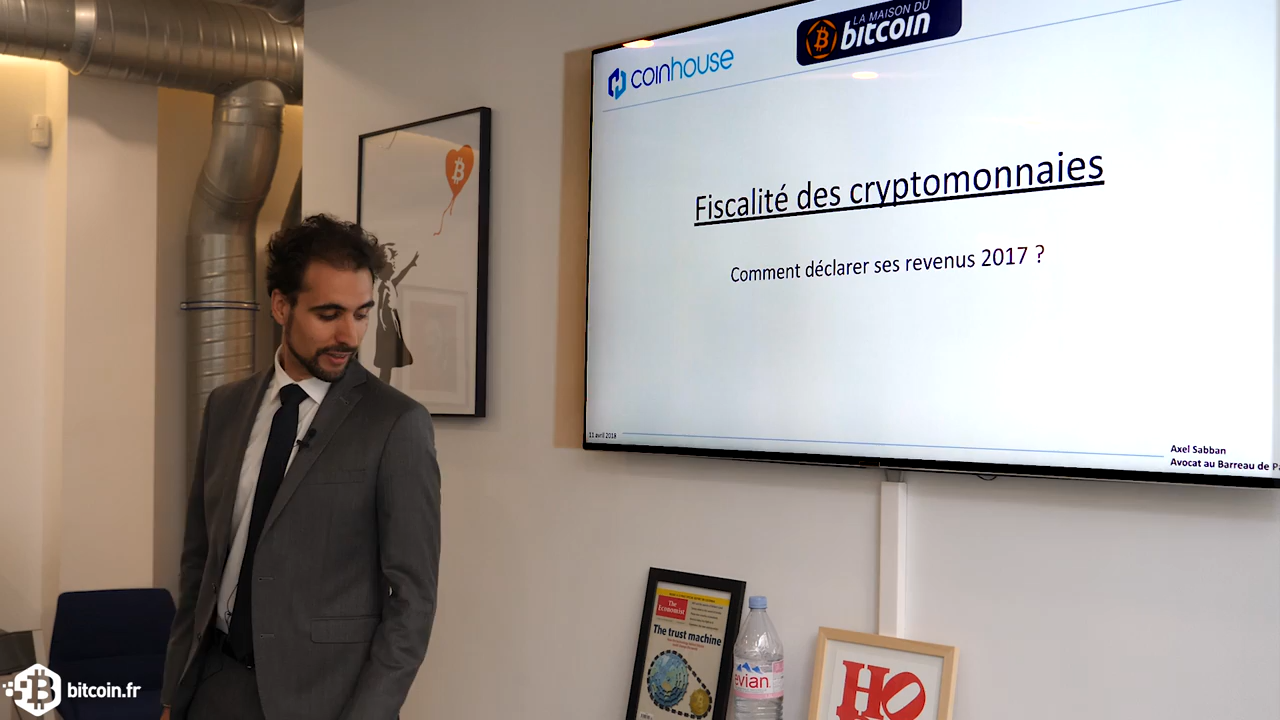 coinhouse
LA MAISON DU
bitcoin
Fiscalité des cryptomonnaies
Comment déclarer ses revenus 2017 ?
11 avril 2018
Axel Sabban
Avocat au Barreau de
The
Economist
The trust machine
evian.
HO
bitcoin.fr